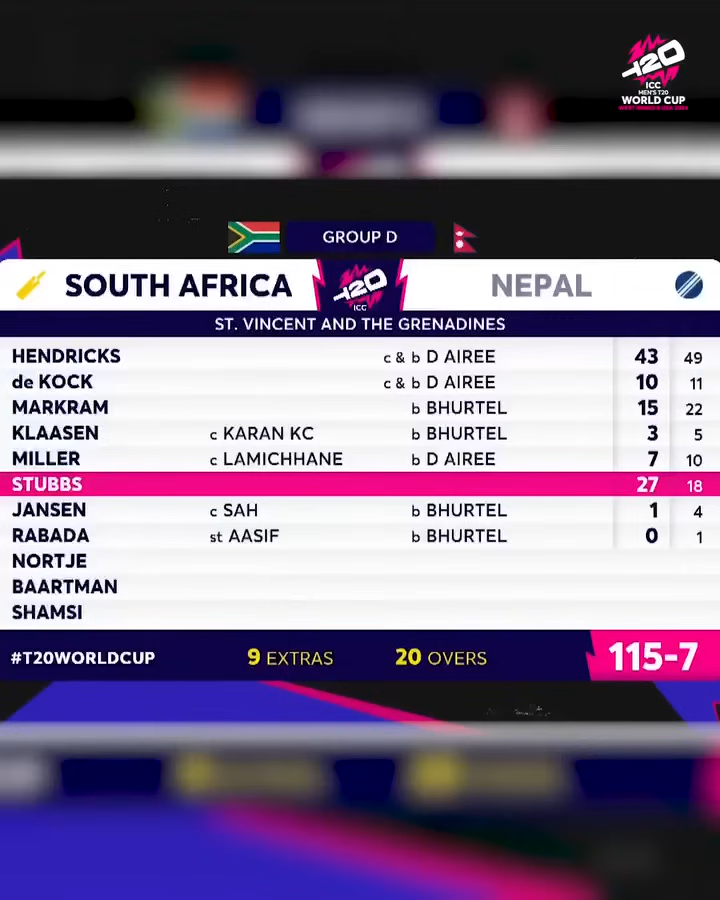 T20
ICC
MEN'S T20
WORLD CUP
GROUP D
SOUTH AFRICA T20 ICC NEPAL
ST. VINCENT AND THE GRENADINES
HENDRICKS c & b D AIREE 43 49
de KOCK c & b D AIREE 10 11
MARKRAM b BHURTEL 15 22
KLAASEN c KARAN KC b BHURTEL 3 5
MILLER c LAMICHHANE b D AIREE 7 10
STUBBS 27 18
JANSEN c SAH b BHURTEL 1 4
RABADA st AASIF b BHURTEL 0 1
NORTJE
BAARTMAN
SHAMSI
#T20WORLDCUP 9 EXTRAS 20 OVERS 115-7